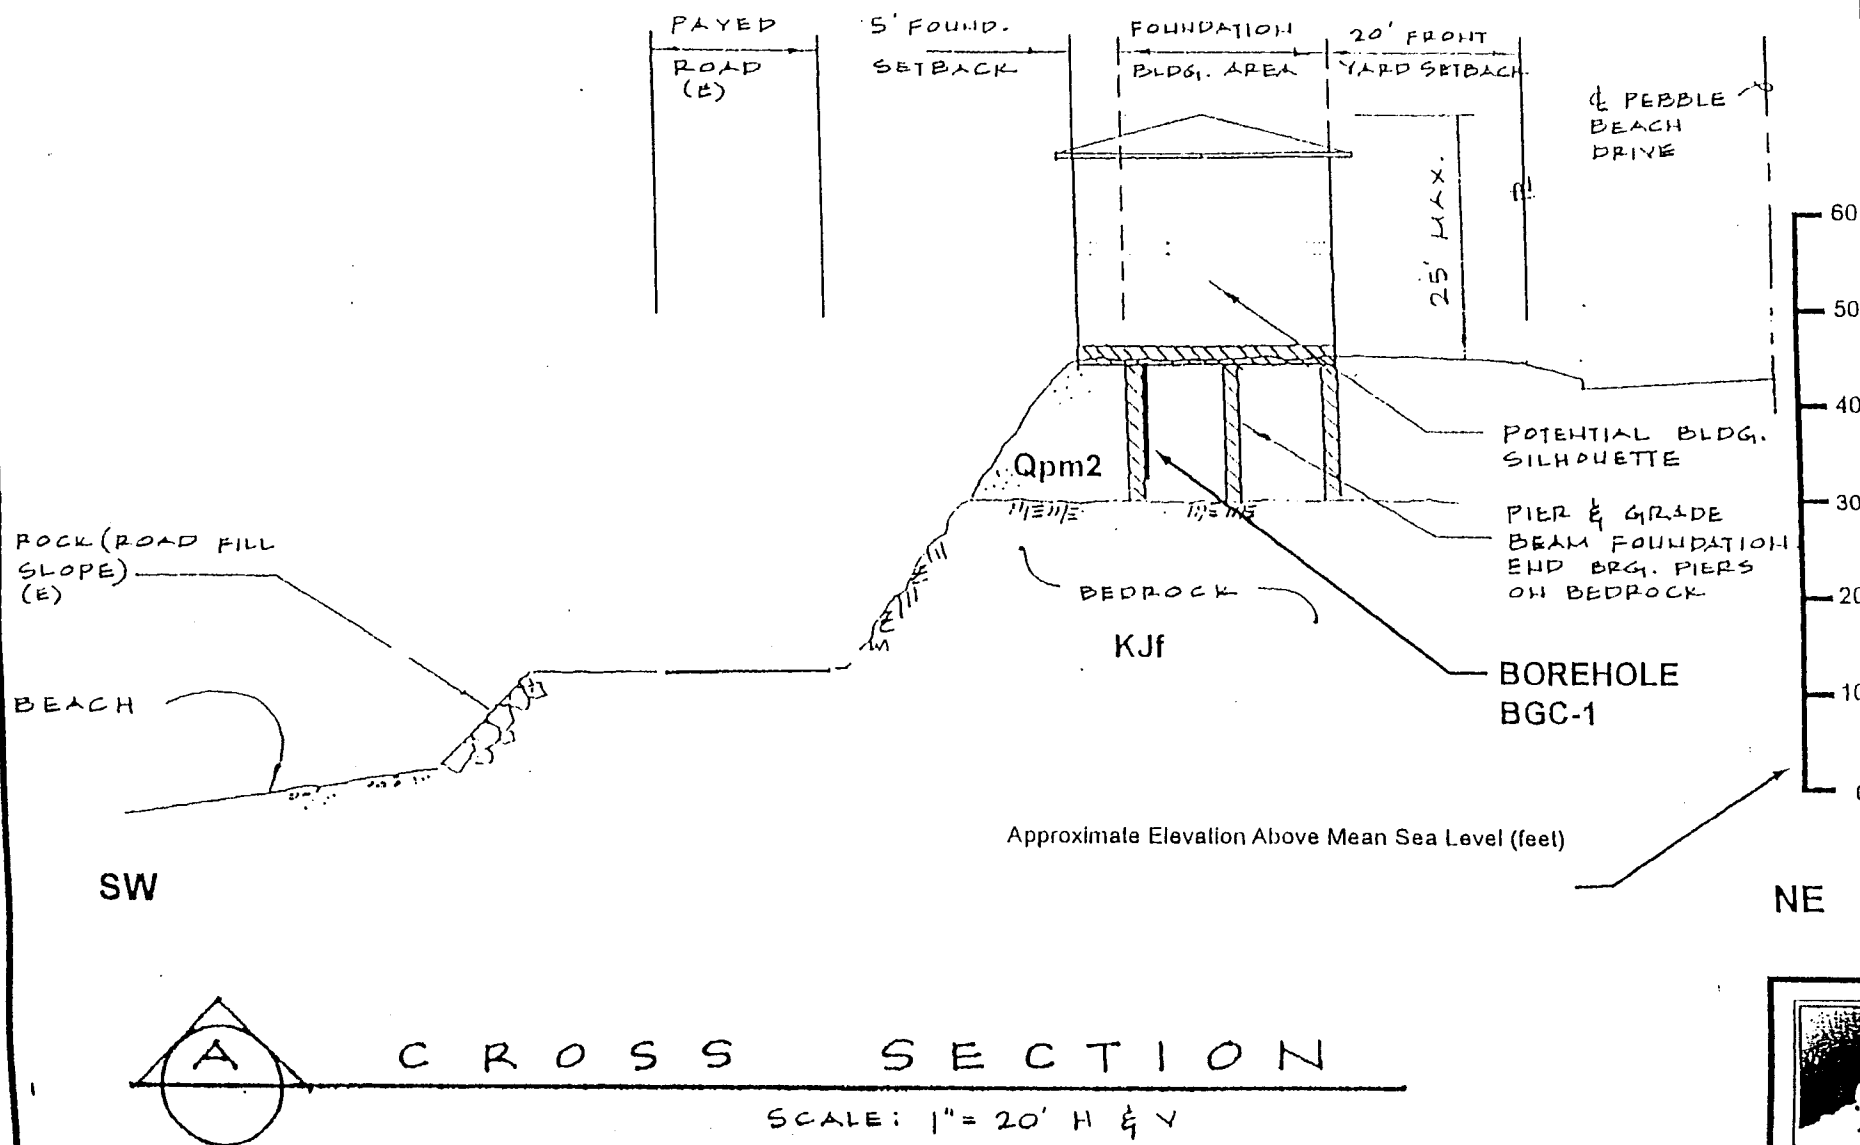 PAVED
ROAD
(E)
5' FOUND.
SETBACK
FOUNDATION
BLDG. AREA
20' FRONT
YARD SETBACK
℄ PEBBLE
BEACH
DRIVE
25' MAX.
60
50
40
30
20
10
0
POTENTIAL BLDG.
SILHOUETTE
Qpm2
PIER & GRADE
BEAM FOUNDATION
END BRG. PIERS
ON BEDROCK
ROCK (ROAD FILL
SLOPE)
(E)
BEDROCK
KJf
BOREHOLE
BGC-1
BEACH
Approximate Elevation Above Mean Sea Level (feet)
SW
NE
A
CROSS SECTION
SCALE: 1" = 20' H & V